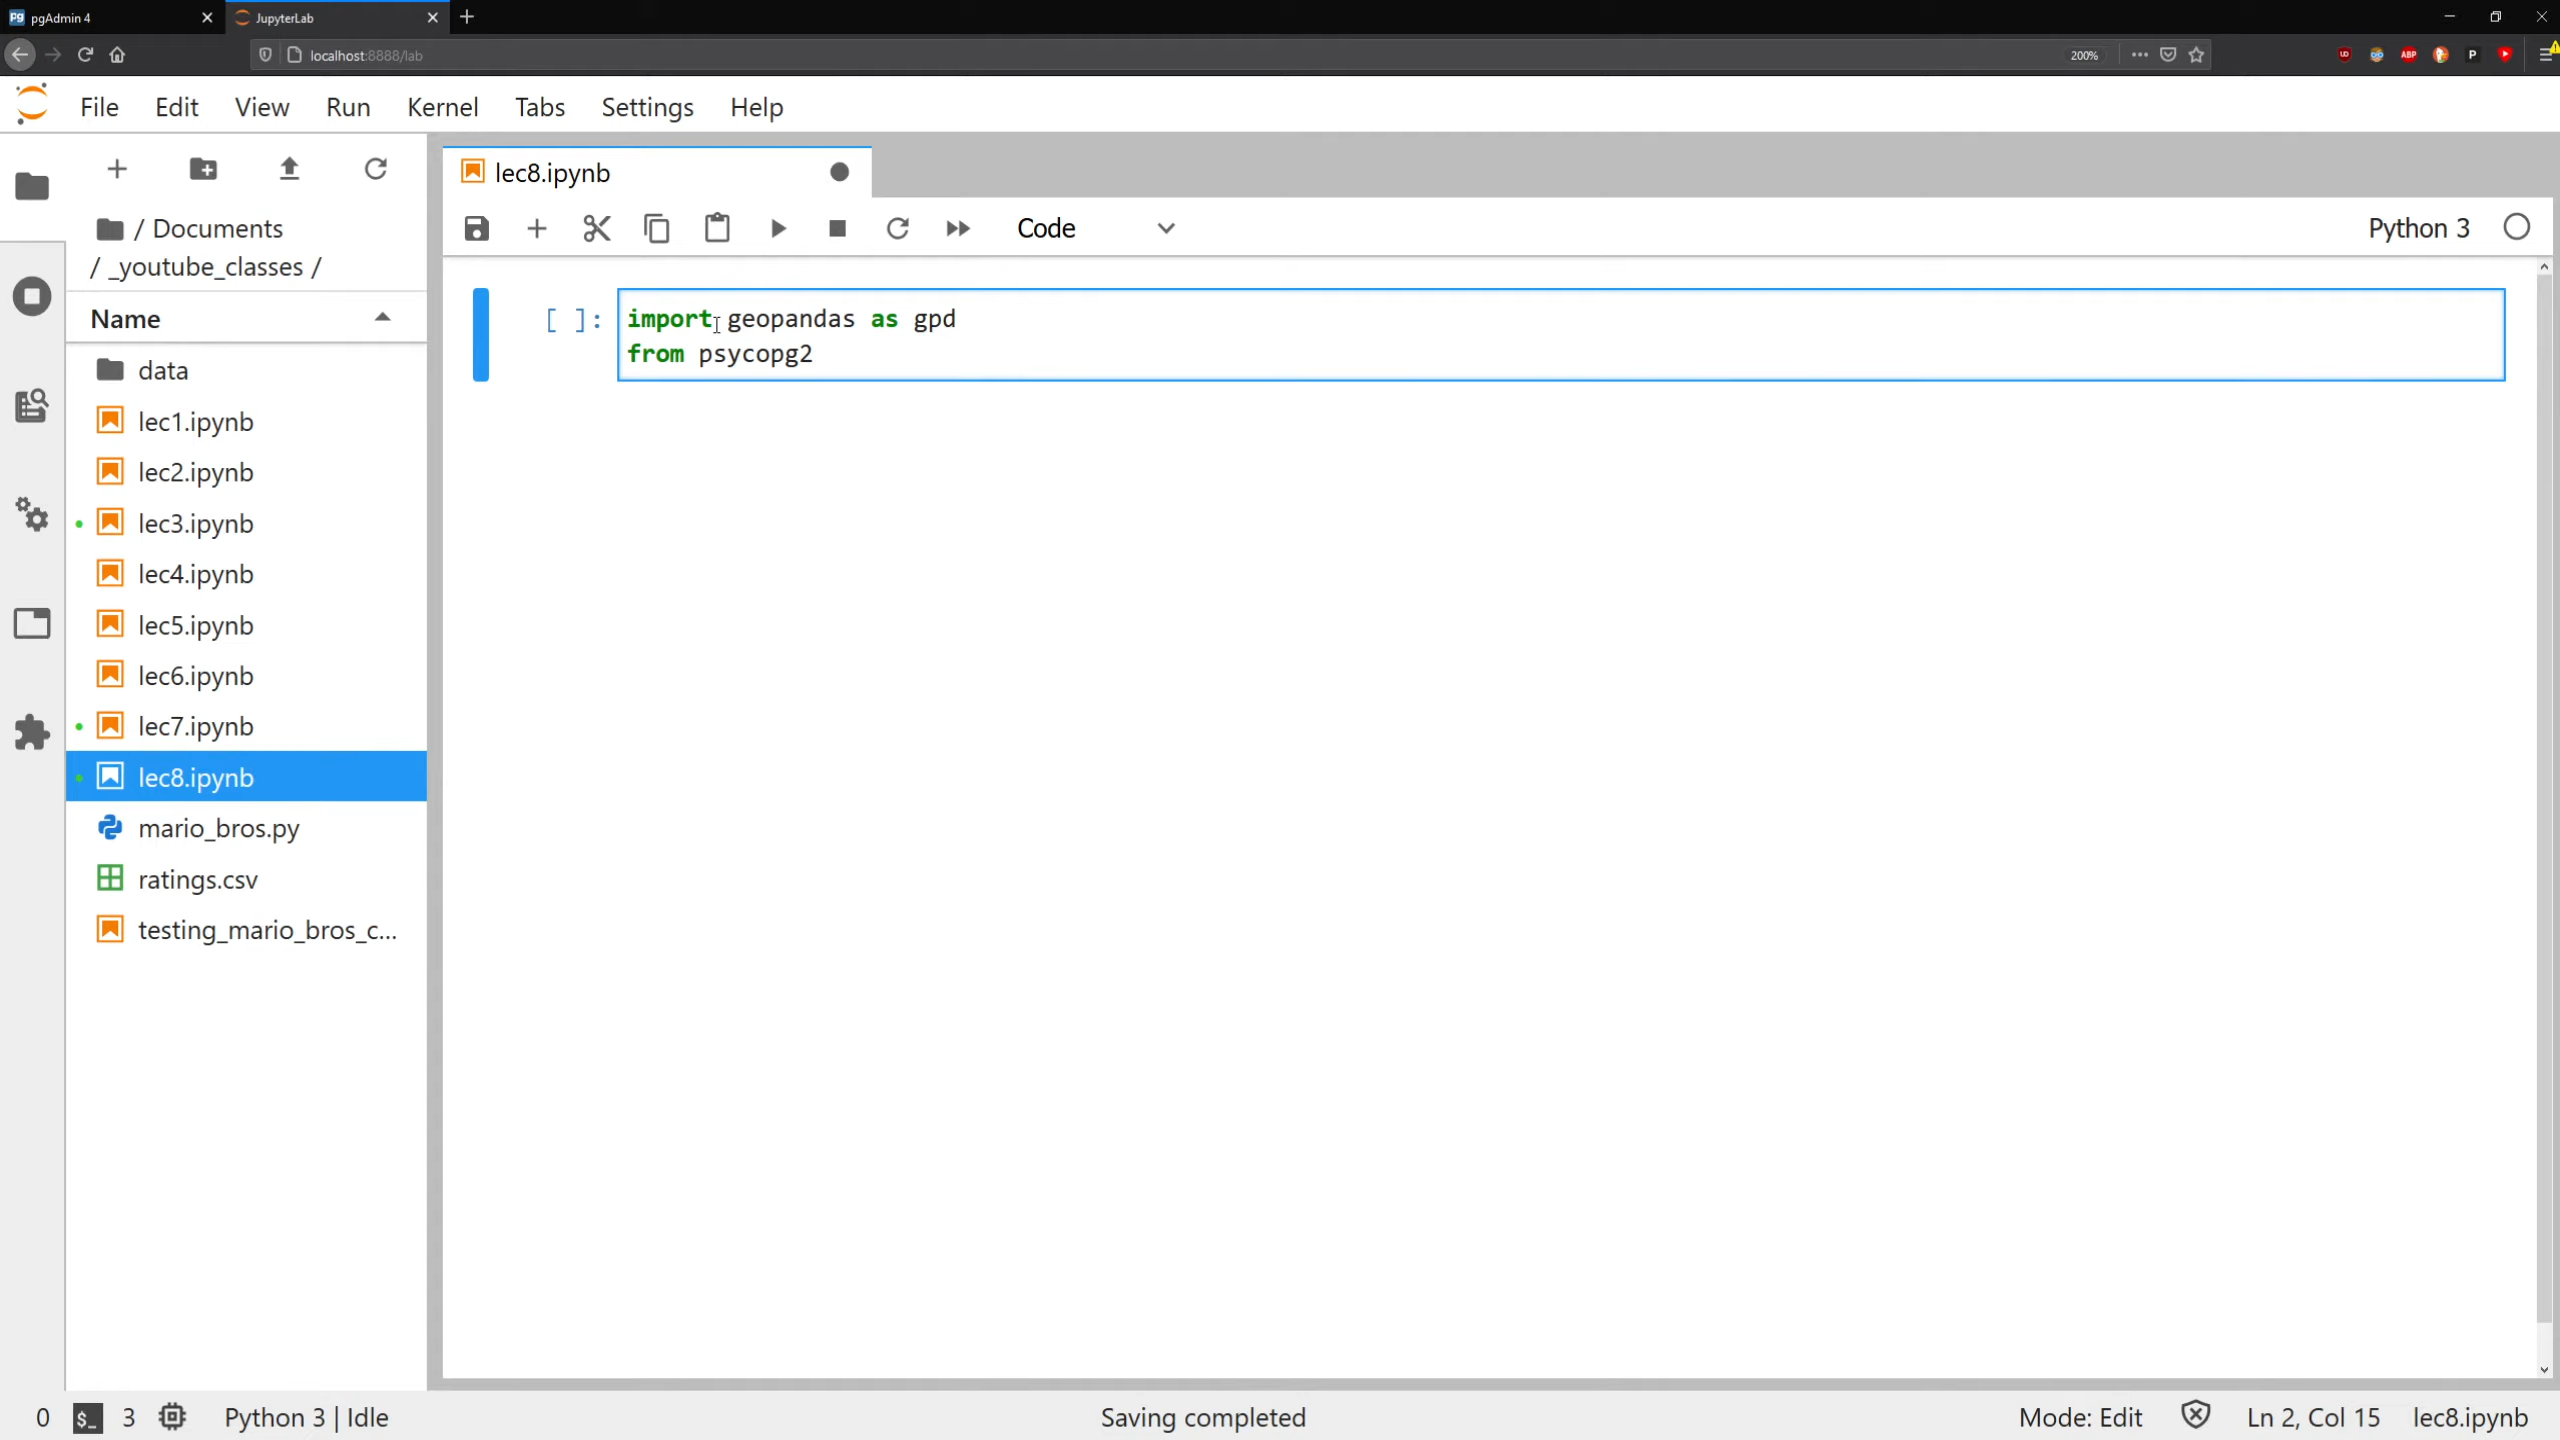 pgAdmin 4
JupyterLab
localhost:8888/lab
200%
ABP
File Edit View Run Kernel Tabs Settings Help
/ Documents
/ _youtube_classes /
Name
data
lec1.ipynb
lec2.ipynb
lec3.ipynb
lec4.ipynb
lec5.ipynb
lec6.ipynb
lec7.ipynb
lec8.ipynb
mario_bros.py
ratings.csv
testing_mario_bros_c...
lec8.ipynb
Code
Python 3
[ ]: import geopandas as gpd
from psycopg2
0 $_ 3 Python 3 | Idle
Saving completed
Mode: Edit Ln 2, Col 15 lec8.ipynb